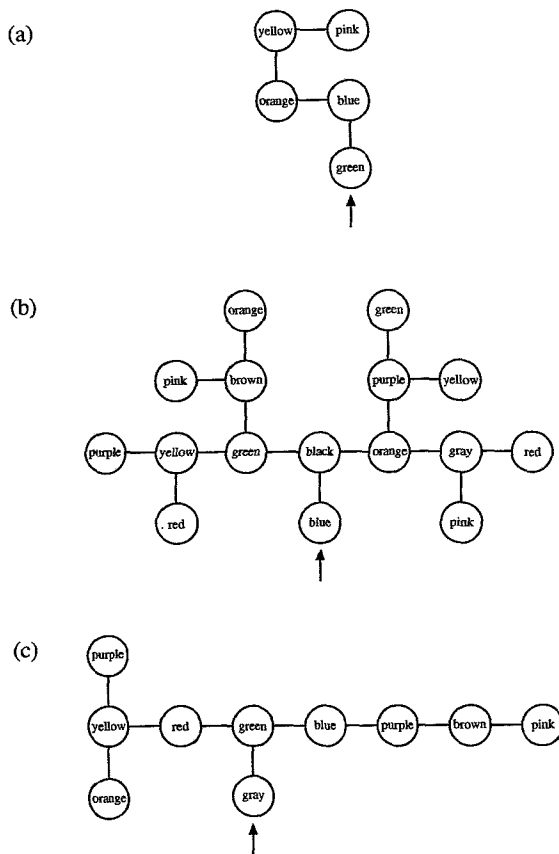 (a)
yellow pink
orange blue
green
(b)
orange green
pink brown purple yellow
purple yellow green black orange gray red
. red blue pink
(c)
purple
yellow red green blue purple brown pink
orange gray